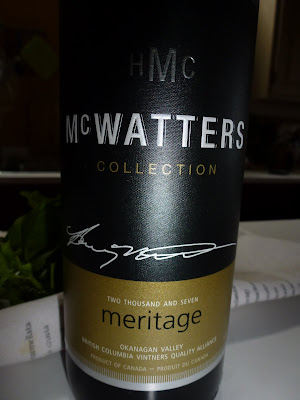 HMC
McWATTERS
COLLECTION
TWO THOUSAND AND SEVEN
meritage
OKANAGAN VALLEY
BRITISH COLUMBIA VINTNERS QUALITY ALLIANCE
PRODUCT OF CANADA – PRODUIT DU CANADA